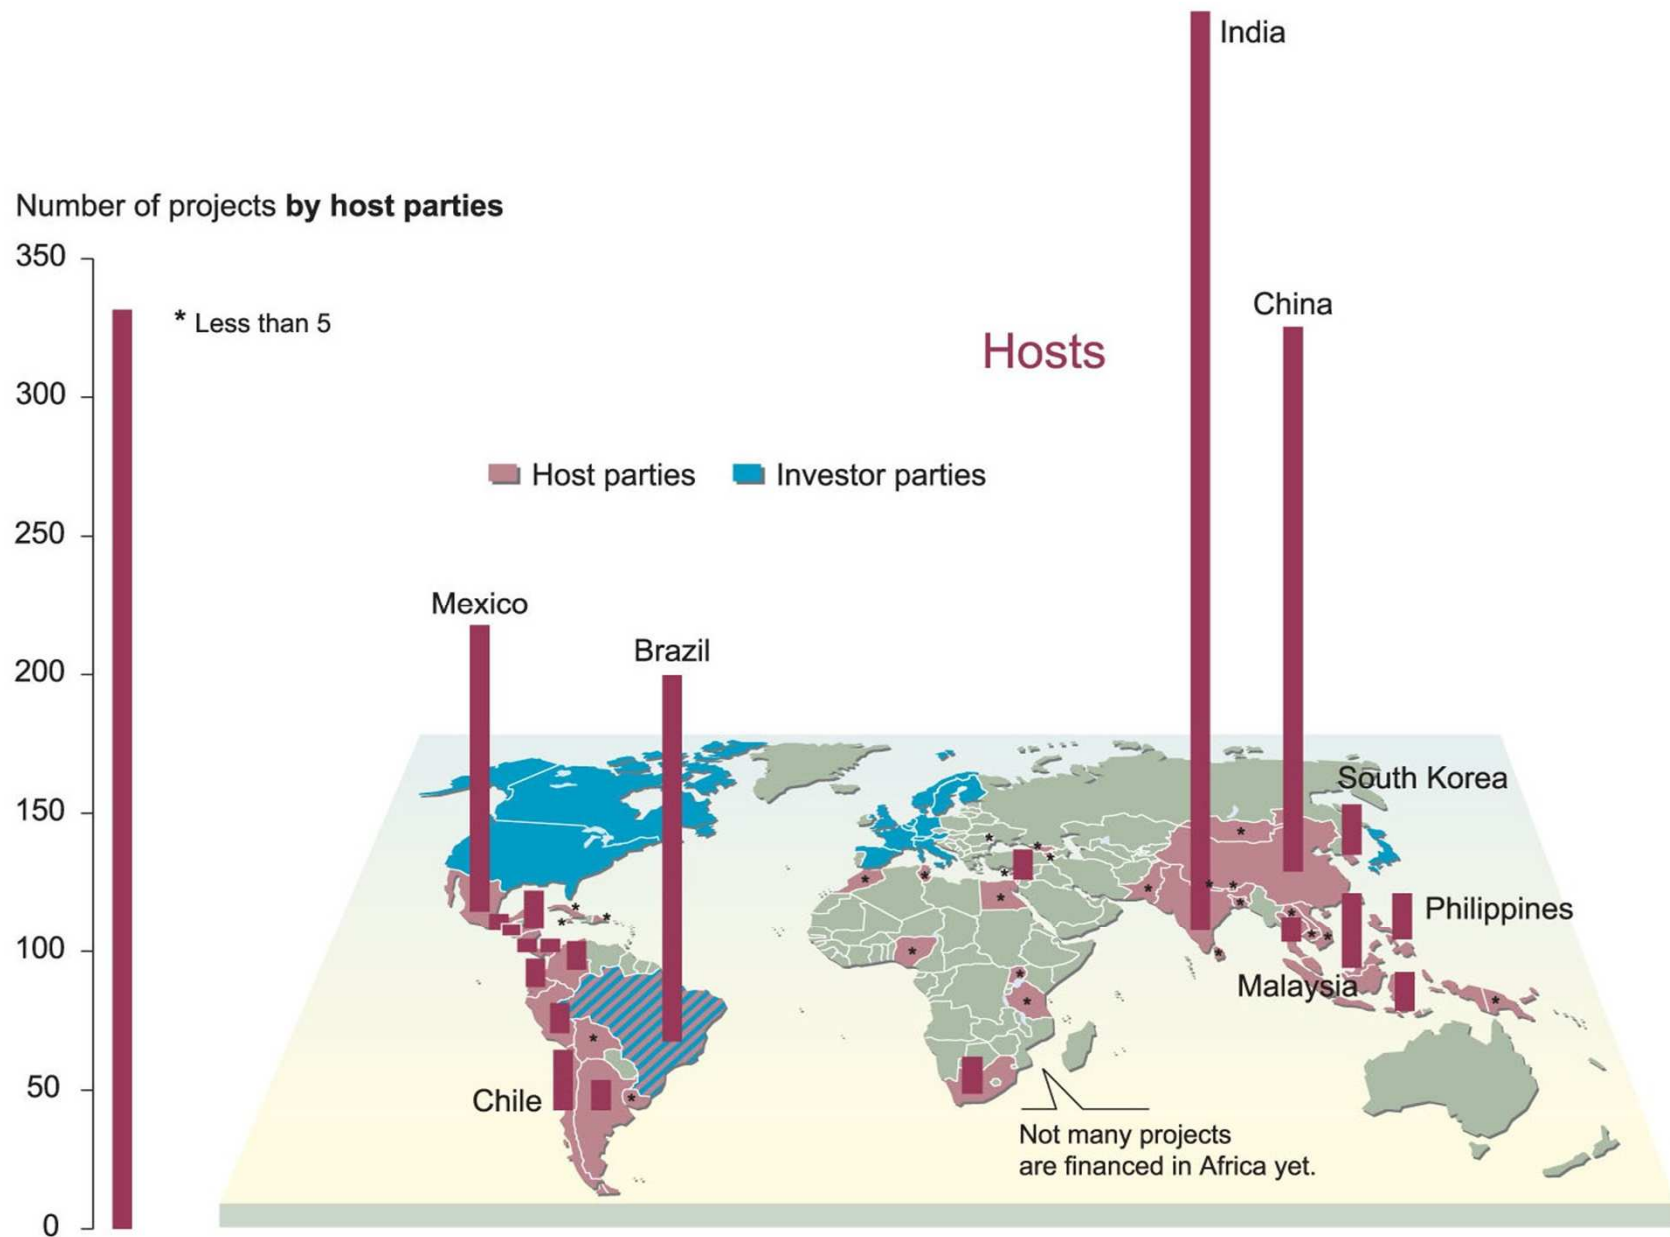 India
Number of projects by host parties
350
* Less than 5
China
Hosts
300
Host parties
Investor parties
250
Mexico
Brazil
200
South Korea
150
Philippines
100
Malaysia
50
Chile
Not many projects
are financed in Africa yet.
0